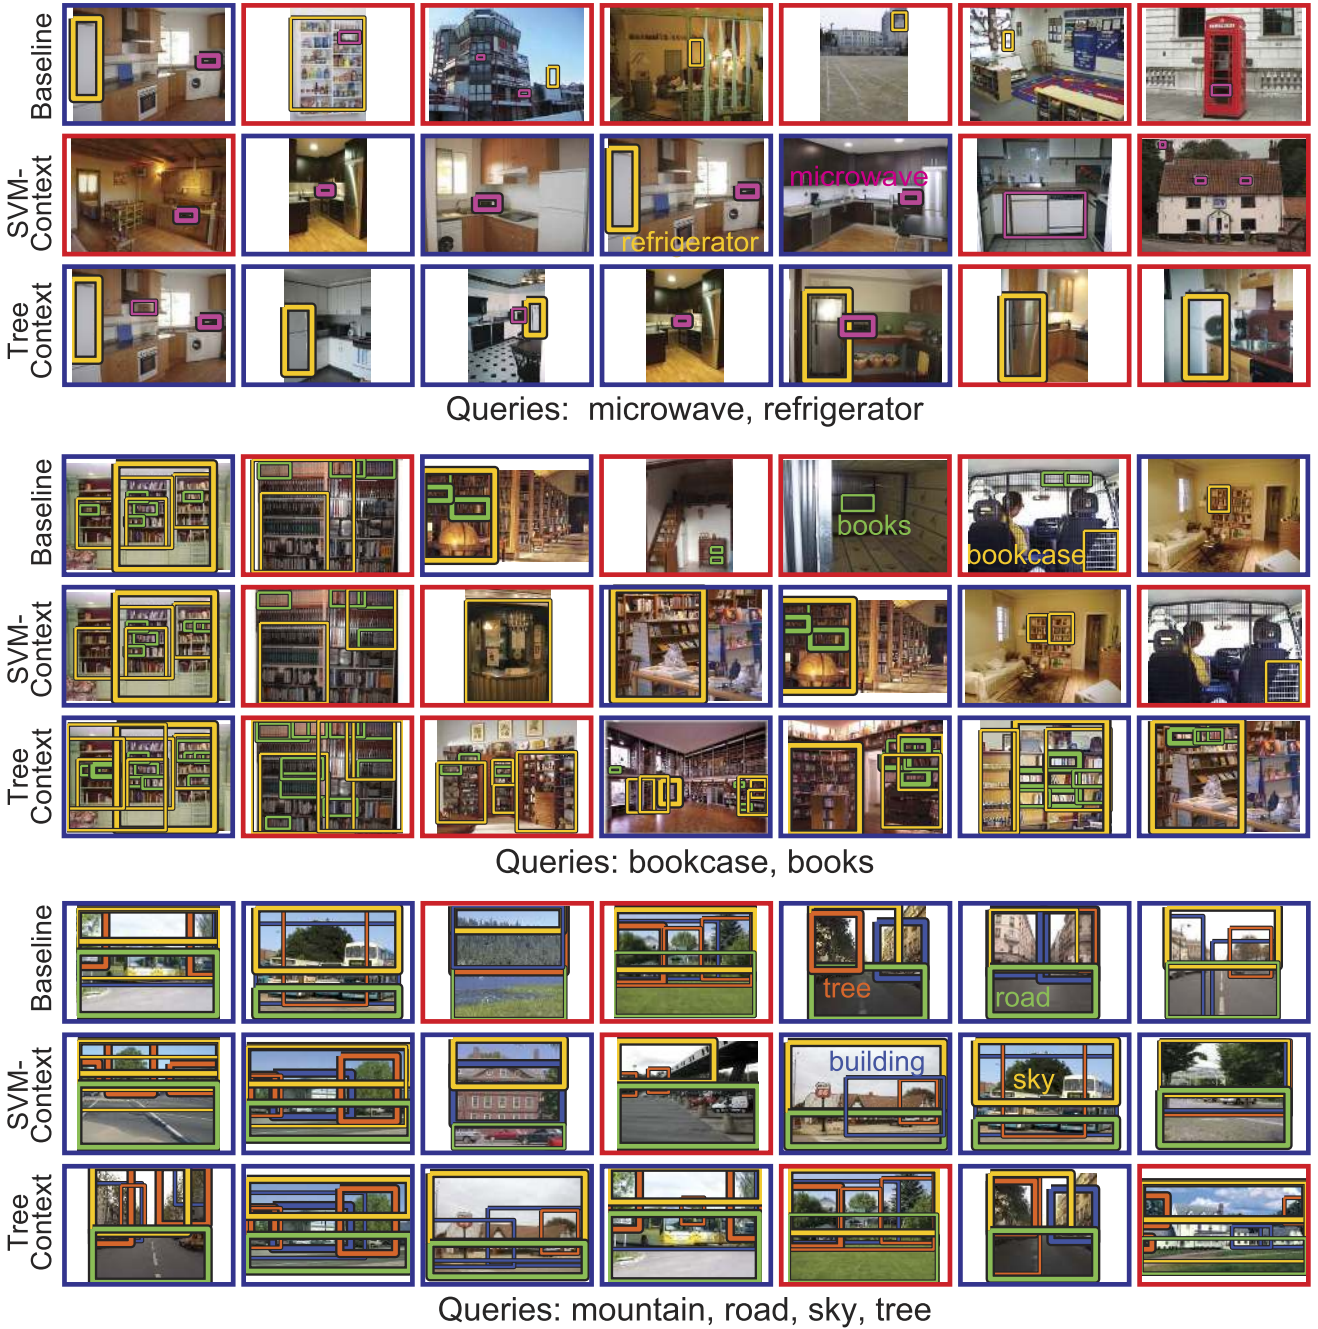 Baseline
SVM-
Context
microwave
refrigerator
Tree
Context
Queries: microwave, refrigerator
Baseline
books
bookcase
SVM-
Context
Tree
Context
Queries: bookcase, books
Baseline
tree
road
SVM-
Context
building
sky
Tree
Context
Queries: mountain, road, sky, tree